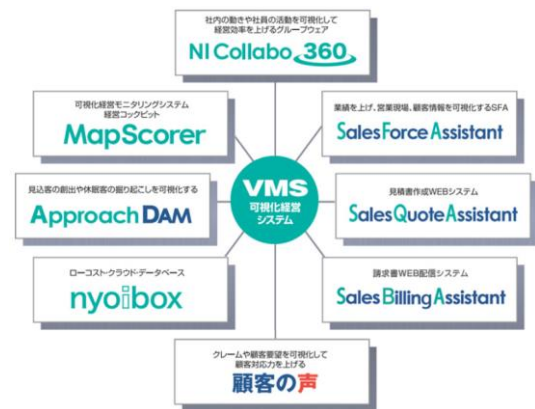 社内の動きや社員の活動を可視化して
経営効率を上げるグループウェア
NI Collabo 360
可視化経営モニタリングシステム
経営コックピット
MapScorer
業績を上げ、営業現場、顧客情報を可視化するSFA
SalesForceAssistant
見込客の創出や休眠客の掘り起こしを可視化する
ApproachDAM
VMS
可視化経営
システム
見積書作成WEBシステム
SalesQuoteAssistant
ローコスト・クラウド・データベース
nyoibox
請求書WEB配信システム
SalesBillingAssistant
クレームや顧客要望を可視化して
顧客対応力を上げる
顧客の声